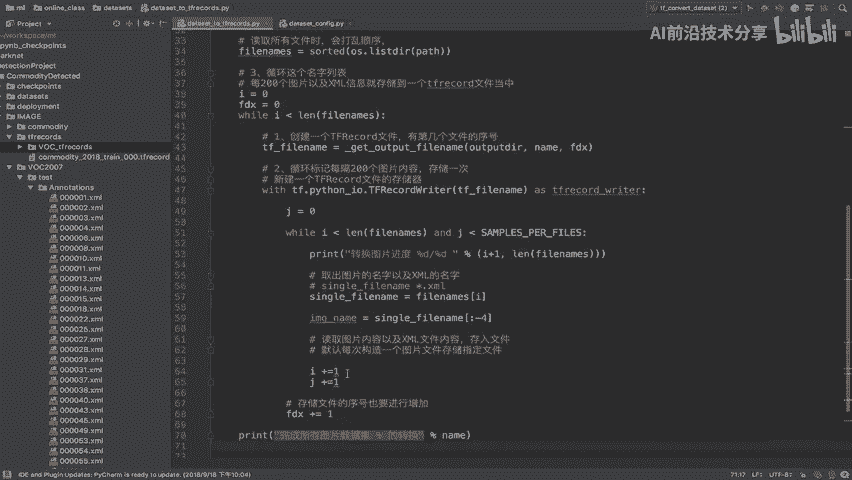 ml
online_class
datasets
dataset_to_tfrecords.py
tf_convert_dataset (2)
AI前沿技术分享 bilibili
Project
dataset_to_tfrecords.py
dataset_config.py
pynb_checkpoints
arknet
etectionProject
CommodityDetected
checkpoints
datasets
deployment
IMAGE
commodity
tfrecords
VOC_tfrecords
commodity_2018_train_000.tfrecord
VOC2007
test
Annotations
000001.xml
000002.xml
000003.xml
000004.xml
000006.xml
000008.xml
000010.xml
000011.xml
000013.xml
000014.xml
000015.xml
000018.xml
000022.xml
000025.xml
000027.xml
000028.xml
000029.xml
000031.xml
000037.xml
000038.xml
000040.xml
000043.xml
000045.xml
000049.xml
000053.xml
000054.xml
000055.xml
33 # 读取所有文件时，会打乱顺序，
34 filenames = sorted(os.listdir(path))
35
36 # 3、循环这个名字列表
37 # 每200个图片以及XML信息就存储到一个tfrecord文件当中
38 i = 0
39 fdx = 0
40 while i < len(filenames):
41
42 # 1、创建一个TFRecord文件，有第几个文件的序号
43 tf_filename = _get_output_filename(outputdir, name, fdx)
44
45 # 2、循环标记每隔200个图片内容，存储一次
46 # 新建一个TFRecord文件的存储器
47 with tf.python_io.TFRecordWriter(tf_filename) as tfrecord_writer:
48
49 j = 0
50
51 while i < len(filenames) and j < SAMPLES_PER_FILES:
52
53 print("转换图片进度 %d/%d " % (i+1, len(filenames)))
54
55 # 取出图片的名字以及XML的名字
56 # single_filename *.xml
57 single_filename = filenames[i]
58
59 img_name = single_filename[:-4]
60
61 # 读取图片内容以及XML文件内容，存入文件
62 # 默认每次构造一个图片文件存储指定文件
63
64 i +=1
65 j +=1
66
67 # 存储文件的序号也要进行增加
68 fdx += 1
69
70 print("完成所有图片数据集 %s 的转换" % name)
71
IDE and Plugin Updates: PyCharm is ready to update. (2018/9/18 下午10:04)
71:17 LF: UTF-8: